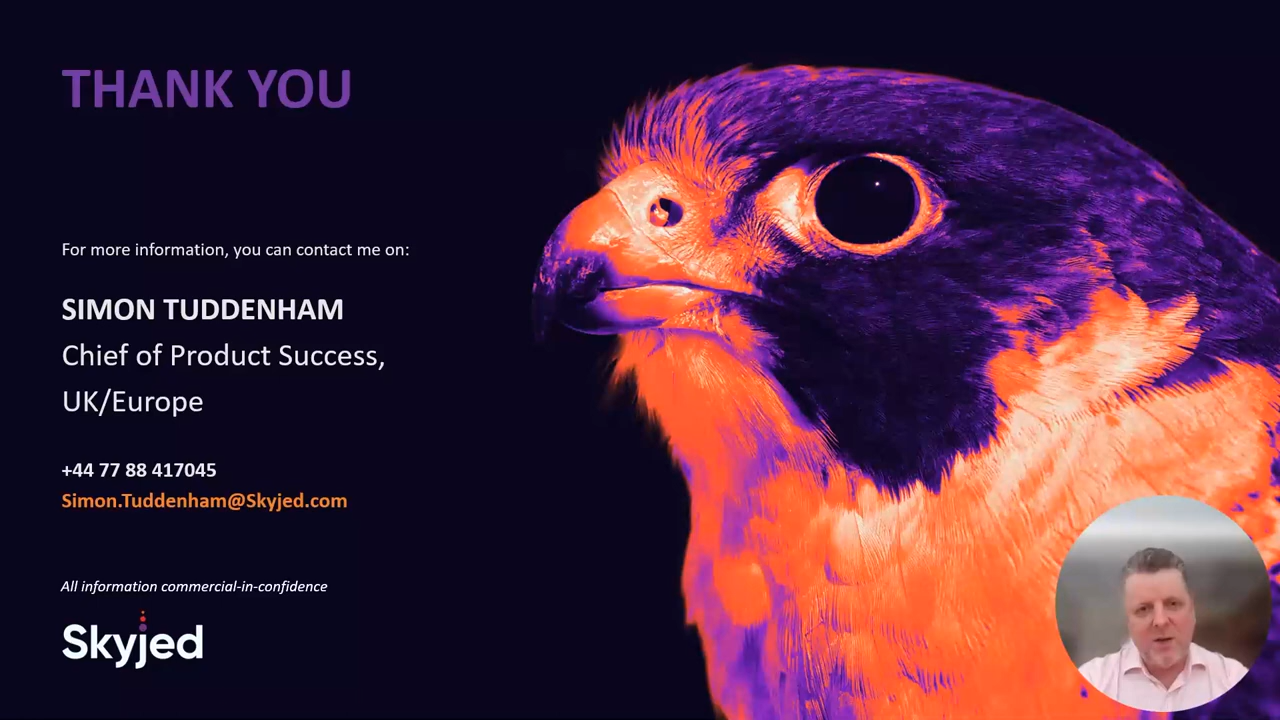 THANK YOU
For more information, you can contact me on:
SIMON TUDDENHAM
Chief of Product Success,
UK/Europe
+44 77 88 417045
Simon.Tuddenham@Skyjed.com
All information commercial-in-confidence
Skyjed